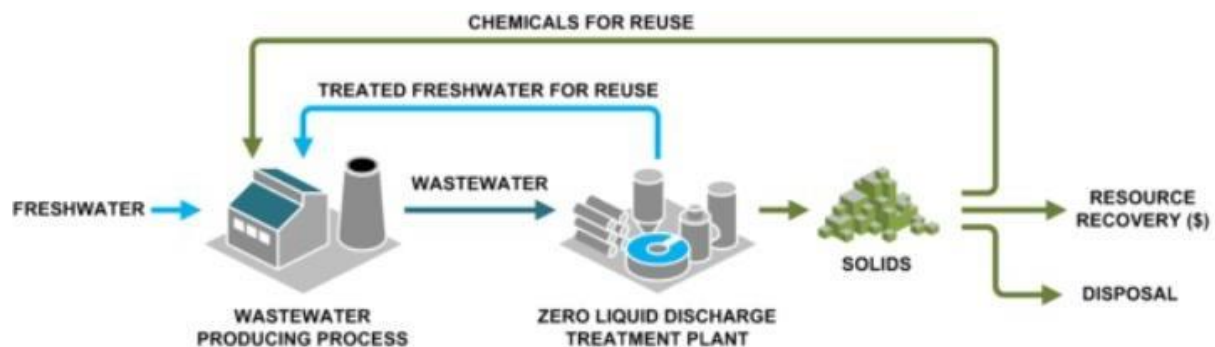 CHEMICALS FOR REUSE
TREATED FRESHWATER FOR REUSE
FRESHWATER
WASTEWATER
RESOURCE
RECOVERY ($)
SOLIDS
DISPOSAL
WASTEWATER
PRODUCING PROCESS
ZERO LIQUID DISCHARGE
TREATMENT PLANT